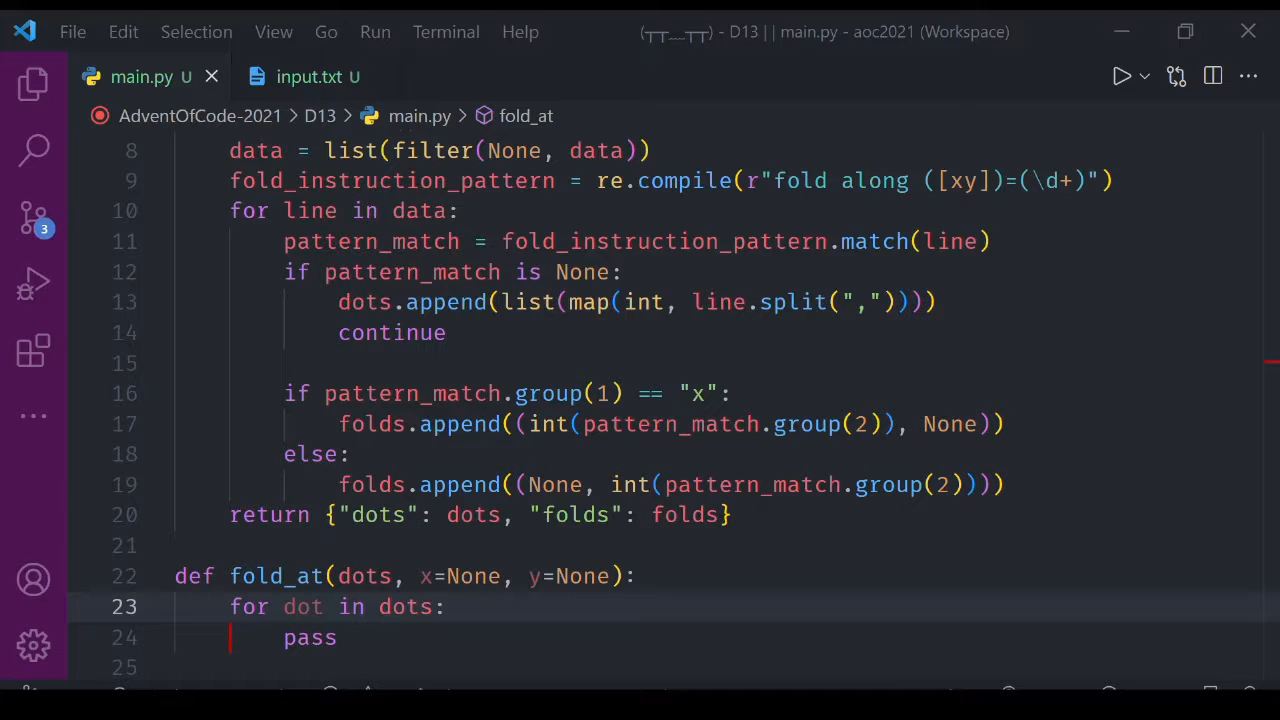 File Edit Selection View Go Run Terminal Help (┬┬﹏┬┬) - D13 | | main.py - aoc2021 (Workspace)
main.py U input.txt U
AdventOfCode-2021 > D13 > main.py > fold_at
8 data = list(filter(None, data))
9 fold_instruction_pattern = re.compile(r"fold along ([xy])=(\d+)")
10 for line in data:
11 pattern_match = fold_instruction_pattern.match(line)
12 if pattern_match is None:
13 dots.append(list(map(int, line.split(","))))
14 continue
15
16 if pattern_match.group(1) == "x":
17 folds.append((int(pattern_match.group(2)), None))
18 else:
19 folds.append((None, int(pattern_match.group(2))))
20 return {"dots": dots, "folds": folds}
21
22 def fold_at(dots, x=None, y=None):
23 for dot in dots:
24 pass
25
3